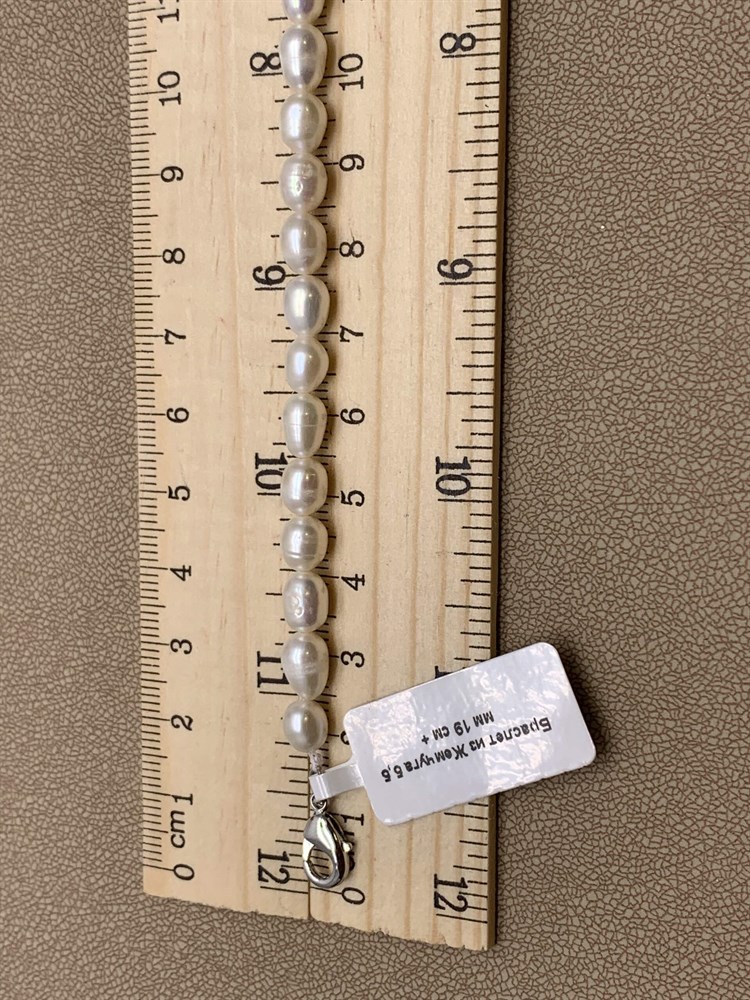 Браслет из Жемчуга 5,5
мм 19 см +
11 10 9 8 7 6 5 4 3 2 1 0
cm
8 9 10 11 12
10 9 8 7 6 5 4 3 1 0
8 9 10 12